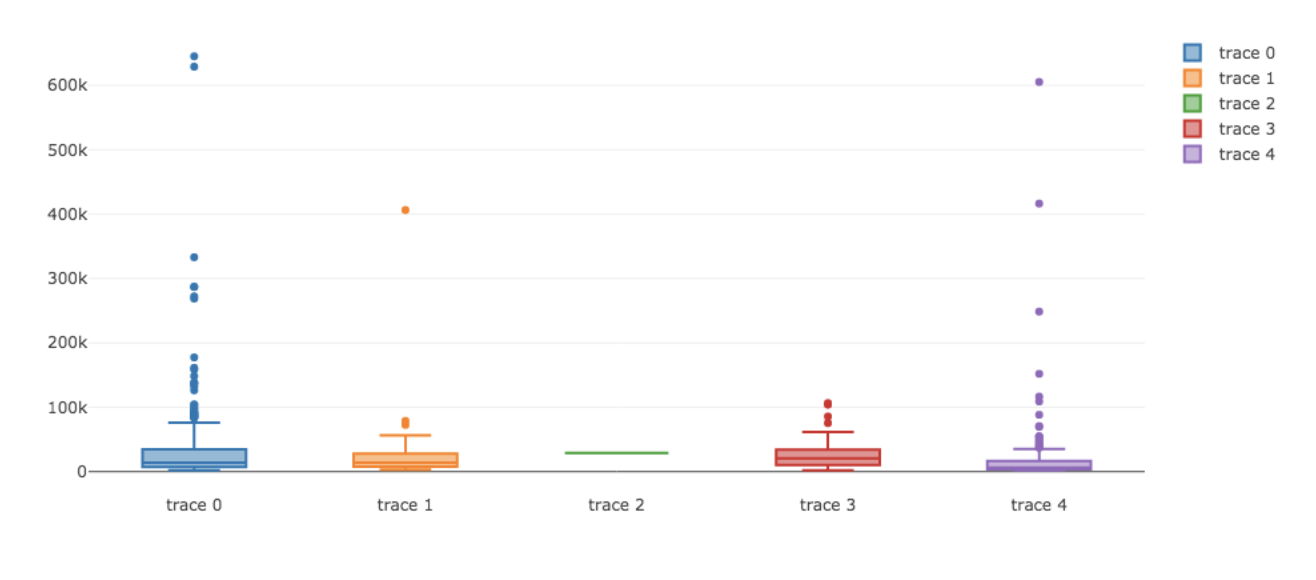 trace 0
trace 1
trace 2
trace 3
trace 4
600k
500k
400k
300k
200k
100k
0
trace 0 trace 1 trace 2 trace 3 trace 4